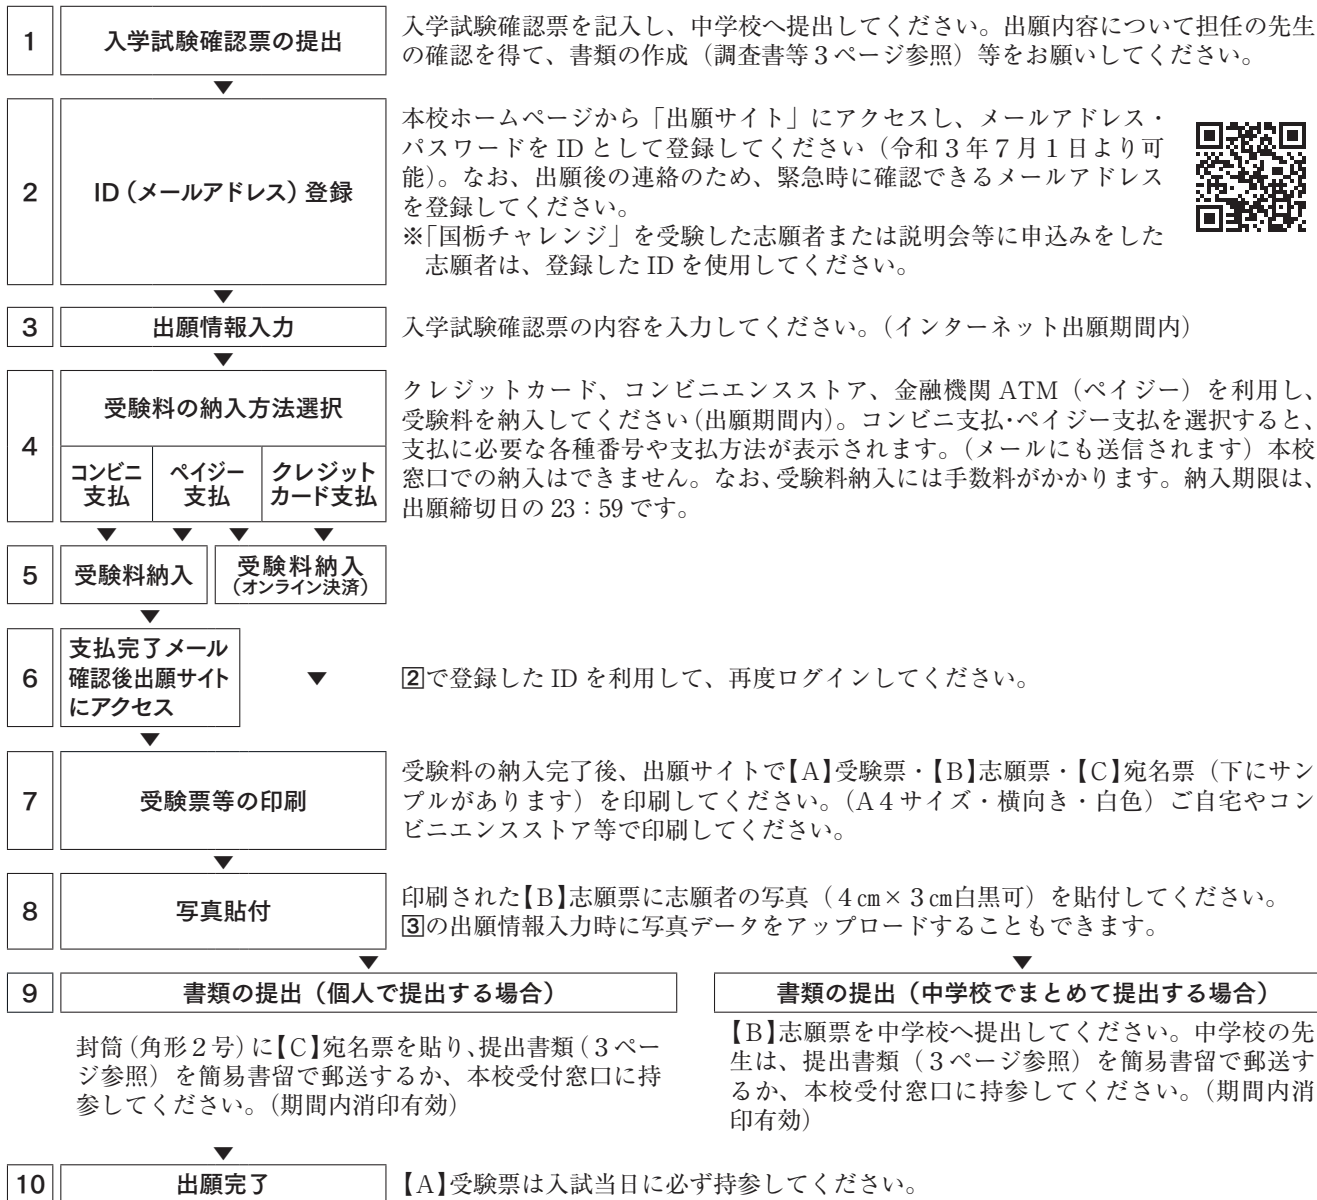 1
入学試験確認票の提出
入学試験確認票を記入し、中学校へ提出してください。出願内容について担任の先生
の確認を得て、書類の作成（調査書等３ページ参照）等をお願いしてください。
▼
2
ID（メールアドレス）登録
本校ホームページから「出願サイト」にアクセスし、メールアドレス・
パスワードを ID として登録してください（令和３年７月１日より可
能）。なお、出願後の連絡のため、緊急時に確認できるメールアドレス
を登録してください。
※「国栃チャレンジ」を受験した志願者または説明会等に申込みをした
志願者は、登録した ID を使用してください。
▼
3
出願情報入力
入学試験確認票の内容を入力してください。（インターネット出願期間内）
▼
4
受験料の納入方法選択
コンビニ
支払
ペイジー
支払
クレジット
カード支払
クレジットカード、コンビニエンスストア、金融機関 ATM（ペイジー）を利用し、
受験料を納入してください（出願期間内）。コンビニ支払・ペイジー支払を選択すると、
支払に必要な各種番号や支払方法が表示されます。（メールにも送信されます）本校
窓口での納入はできません。なお、受験料納入には手数料がかかります。納入期限は、
出願締切日の 23：59 です。
▼ ▼ ▼ ▼
5
受験料納入
受験料納入
（オンライン決済）
▼
6
支払完了メール
確認後出願サイト
にアクセス
▼
2で登録した ID を利用して、再度ログインしてください。
▼
7
受験票等の印刷
受験料の納入完了後、出願サイトで【A】受験票・【B】志願票・【C】宛名票（下にサン
プルがあります）を印刷してください。（A４サイズ・横向き・白色）ご自宅やコン
ビニエンスストア等で印刷してください。
▼
8
写真貼付
印刷された【B】志願票に志願者の写真（４㎝×３㎝白黒可）を貼付してください。
3の出願情報入力時に写真データをアップロードすることもできます。
▼ ▼
9
書類の提出（個人で提出する場合）
封筒（角形２号）に【C】宛名票を貼り、提出書類（３ペー
ジ参照）を簡易書留で郵送するか、本校受付窓口に持
参してください。（期間内消印有効）
書類の提出（中学校でまとめて提出する場合）
【B】志願票を中学校へ提出してください。中学校の先
生は、提出書類（３ページ参照）を簡易書留で郵送す
るか、本校受付窓口に持参してください。（期間内消
印有効）
▼
10
出願完了
【A】受験票は入試当日に必ず持参してください。